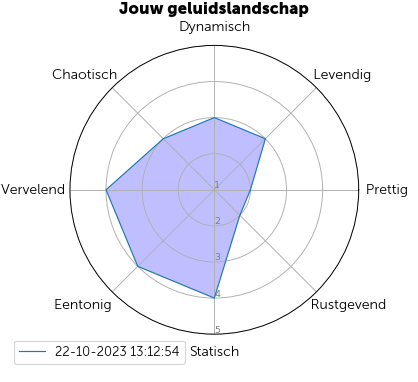 Jouw geluidslandschap
Dynamisch
Chaotisch
Levendig
Vervelend
1
Prettig
2
3
Eentonig
4
Rustgevend
5
22-10-2023 13:12:54
Statisch